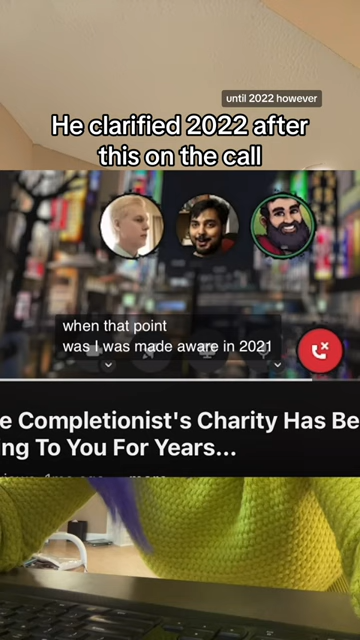 until 2022 however
He clarified 2022 after
this on the call
when that point
was I was made aware in 2021
e Completionist's Charity Has Be
ng To You For Years...